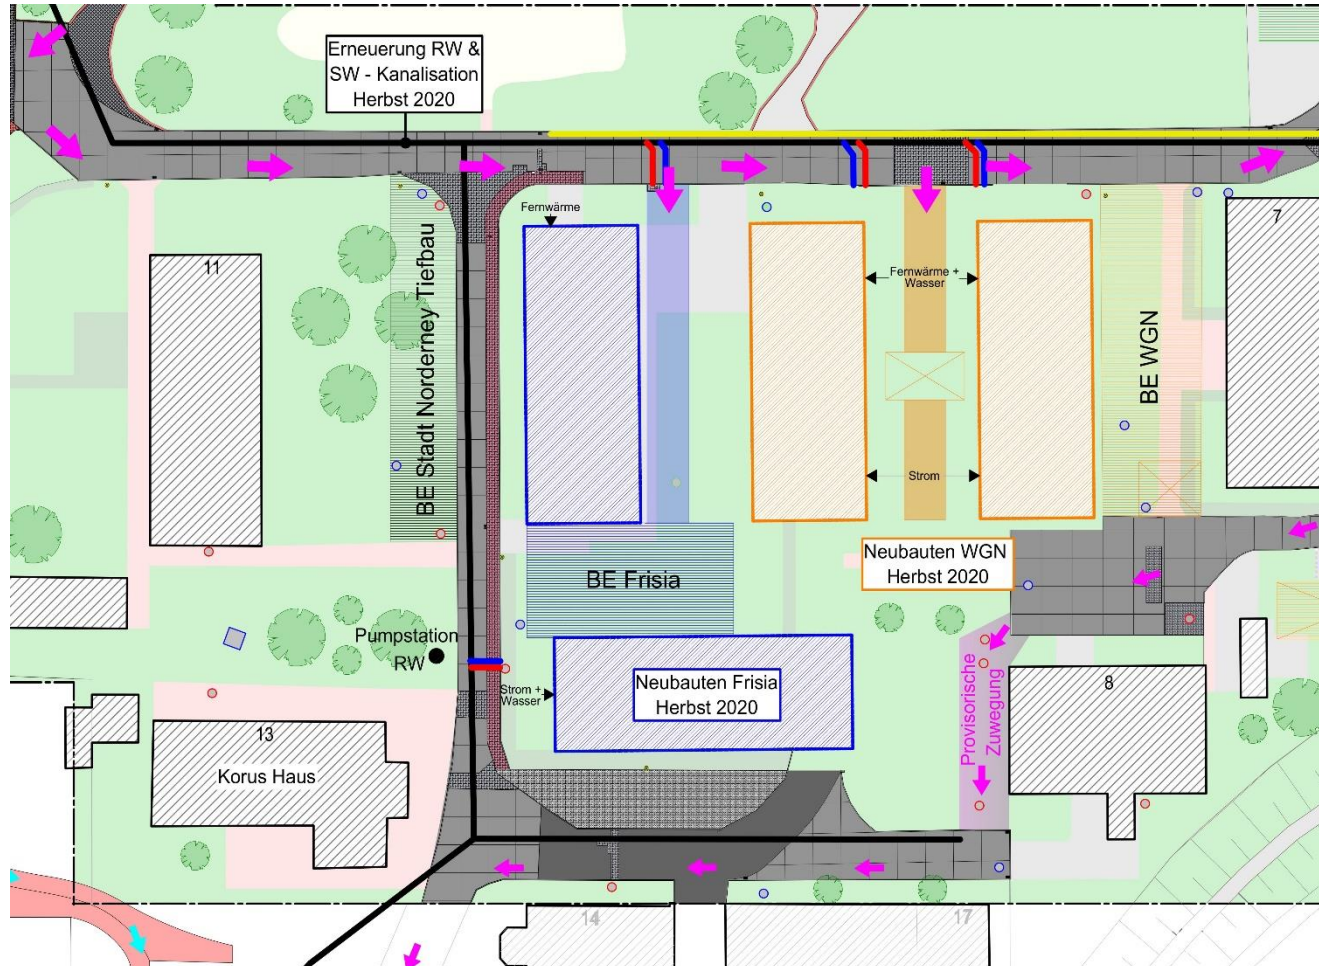 Erneuerung RW &
SW - Kanalisation
Herbst 2020
Fernwärme
7
11
BE Stadt Norderney Tiefbau
Fernwärme +
Wasser
BE WGN
Strom
BE Frisia
Neubauten WGN
Herbst 2020
Pumpstation
RW
Strom +
Wasser
Neubauten Frisia
Herbst 2020
Provisorische
Zuwegung
8
13
Korus Haus
14
17